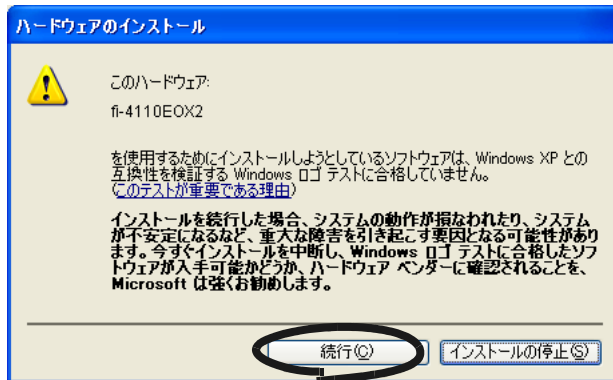 ハードウェアのインストール
このハードウェア:
fi-4110EOX2
を使用するためにインストールしようとしているソフトウェアは、Windows XP との
互換性を検証する Windows ロゴ テストに合格していません。
(このテストが重要である理由)
インストールを続行した場合、システムの動作が損なわれたり、システム
が不安定になるなど、重大な障害を引き起こす要因となる可能性があり
ます。今すぐインストールを中断し、Windows ロゴ テストに合格したソフ
トウェアが入手可能かどうか、ハードウェア ベンダーに確認されることを、
Microsoft は強くお勧めします。
続行(C)
インストールの停止(S)